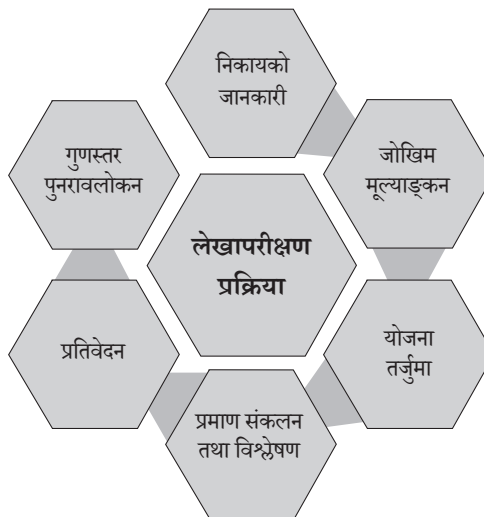 निकायको
जानकारी
जोखिम
मूल्याङ्कन
योजना
तर्जुमा
प्रमाण संकलन
तथा विश्लेषण
प्रतिवेदन
गुणस्तर
पुनरावलोकन
लेखापरीक्षण
प्रक्रिया